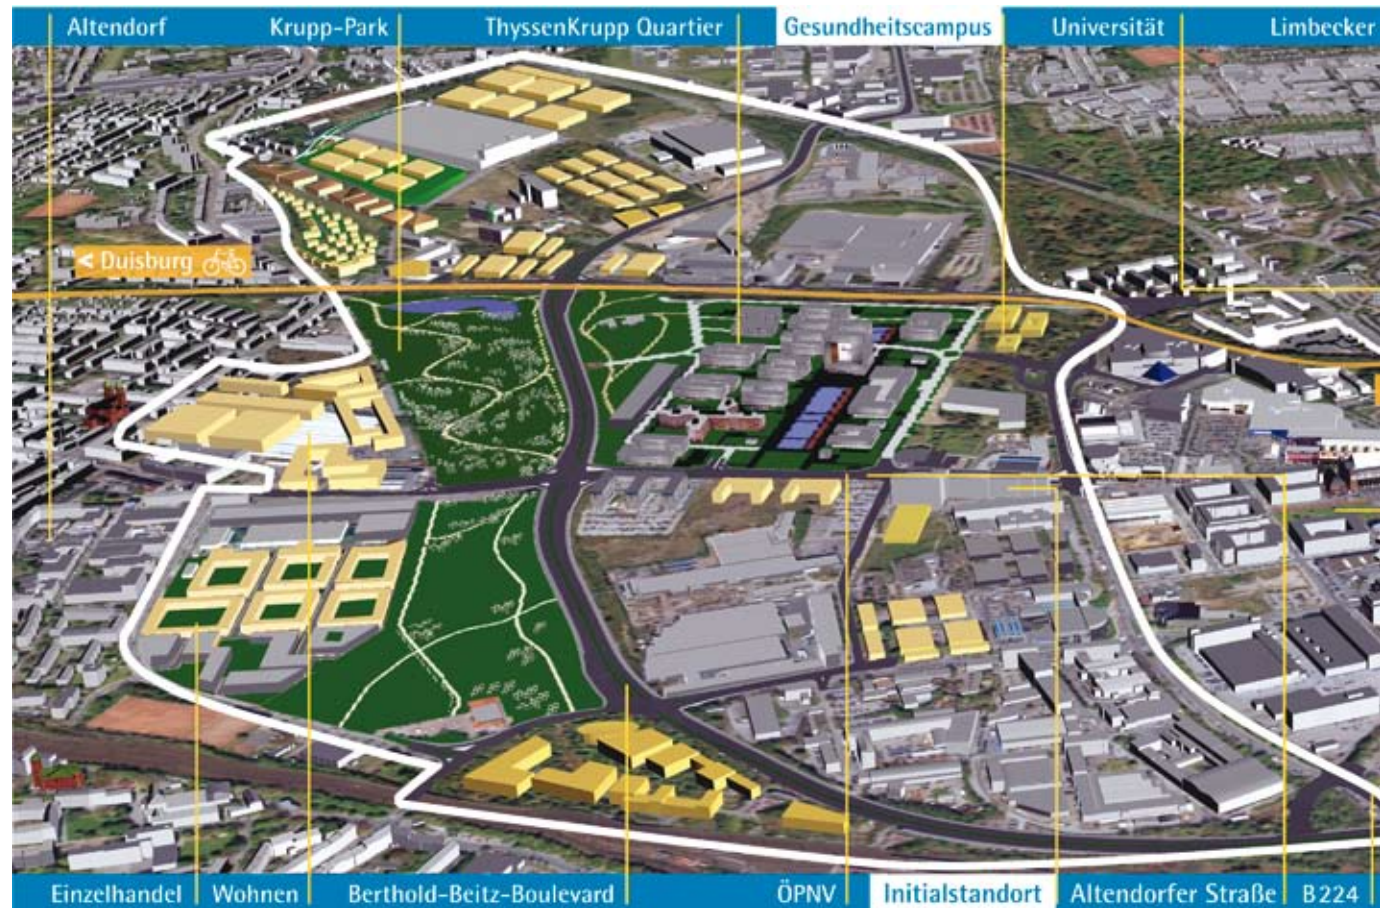 Altendorf
Krupp-Park
ThyssenKrupp Quartier
Gesundheitscampus
Universität
Limbecker
< Duisburg
Einzelhandel
Wohnen
Berthold-Beitz-Boulevard
ÖPNV
Initialstandort
Altendorfer Straße
B224